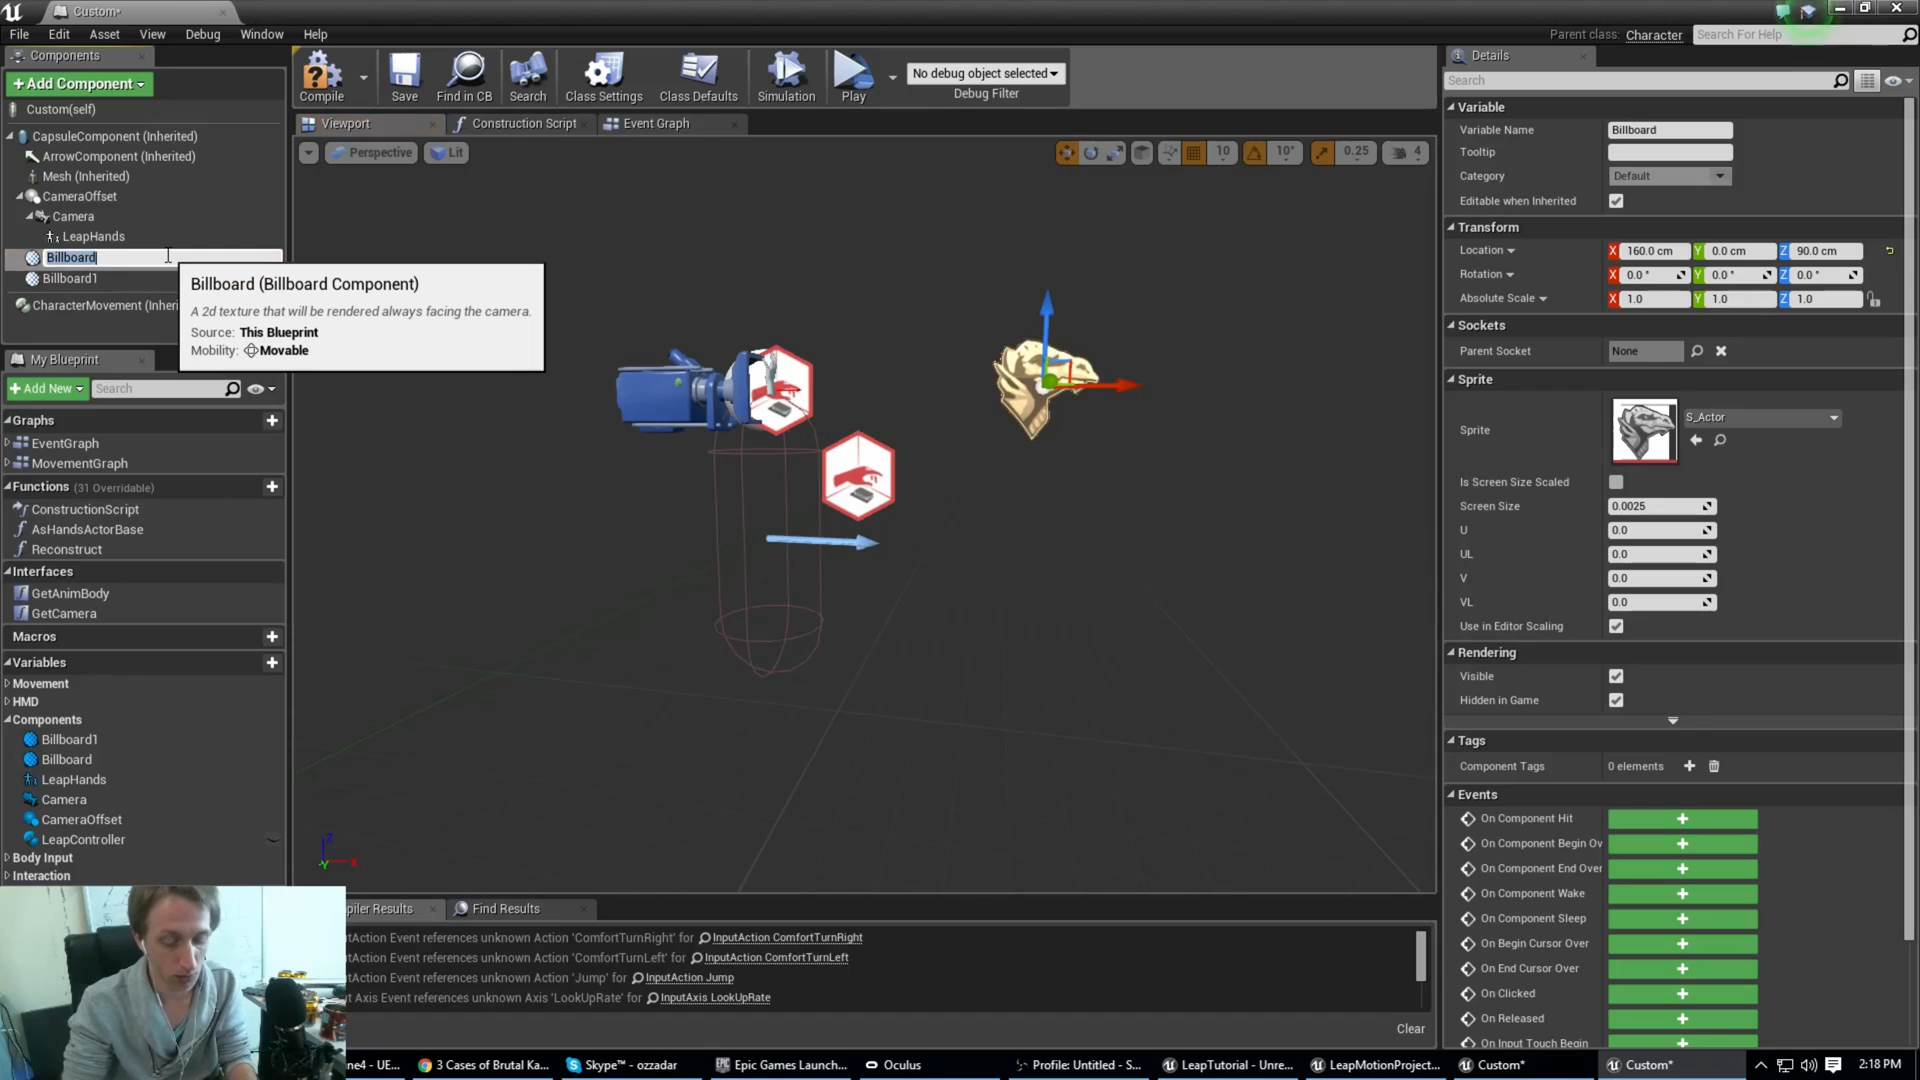 Custom*
File Edit Asset View Debug Window Help
Parent class: Character
Search For Help
Components
+Add Component
Custom(self)
CapsuleComponent (Inherited)
ArrowComponent (Inherited)
Mesh (Inherited)
CameraOffset
Camera
LeapHands
Billboard
Billboard1
CharacterMovement (Inheri
Billboard (Billboard Component)
A 2d texture that will be rendered always facing the camera.
Source: This Blueprint
Mobility: Movable
My Blueprint
+Add New Search
Graphs
EventGraph
MovementGraph
Functions (31 Overridable)
ConstructionScript
AsHandsActorBase
Reconstruct
Interfaces
GetAnimBody
GetCamera
Macros
Variables
Movement
HMD
Components
Billboard1
Billboard
LeapHands
Camera
CameraOffset
LeapController
Body Input
Interaction
Compile Save Find in CB Search Class Settings Class Defaults Simulation Play
No debug object selected
Debug Filter
Viewport Construction Script Event Graph
Perspective Lit
10 10° 0.25 4
Z
Y X
piler Results Find Results
utAction Event references unknown Action 'ComfortTurnRight' for InputAction ComfortTurnRight
utAction Event references unknown Action 'ComfortTurnLeft' for InputAction ComfortTurnLeft
utAction Event references unknown Action 'Jump' for InputAction Jump
ut Axis Event references unknown Axis 'LookUpRate' for InputAxis LookUpRate
Clear
Details
Search
Variable
Variable Name Billboard
Tooltip
Category Default
Editable when Inherited
Transform
Location X 160.0 cm Y 0.0 cm Z 90.0 cm
Rotation X 0.0 ° Y 0.0 ° Z 0.0 °
Absolute Scale X 1.0 Y 1.0 Z 1.0
Sockets
Parent Socket None
Sprite
Sprite S_Actor
Is Screen Size Scaled
Screen Size 0.0025
U 0.0
UL 0.0
V 0.0
VL 0.0
Use in Editor Scaling
Rendering
Visible
Hidden in Game
Tags
Component Tags 0 elements
Events
On Component Hit
On Component Begin Ov
On Component End Over
On Component Wake
On Component Sleep
On Begin Cursor Over
On End Cursor Over
On Clicked
On Released
On Input Touch Begin
ne4 - UE... 3 Cases of Brutal Ka... Skype™ - ozzadar Epic Games Launch... Oculus Profile: Untitled - S... LeapTutorial - Unre... LeapMotionProject... Custom* Custom* 2:18 PM